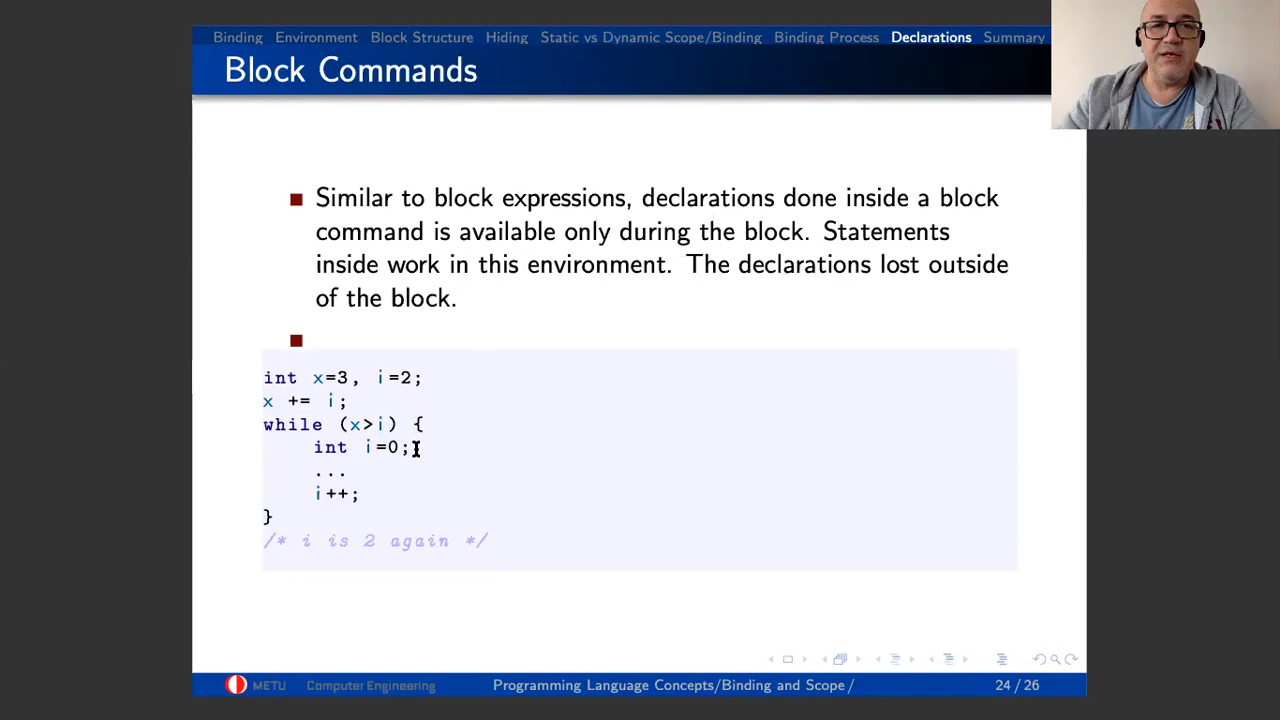 Binding Environment Block Structure Hiding Static vs Dynamic Scope/Binding Binding Process Declarations Summary
Block Commands
Similar to block expressions, declarations done inside a block
command is available only during the block. Statements
inside work in this environment. The declarations lost outside
of the block.
int x=3, i=2;
x += i;
while (x>i) {
int i=0;
...
i++;
}
/* i is 2 again */
METU Computer Engineering Programming Language Concepts/Binding and Scope / 24 / 26